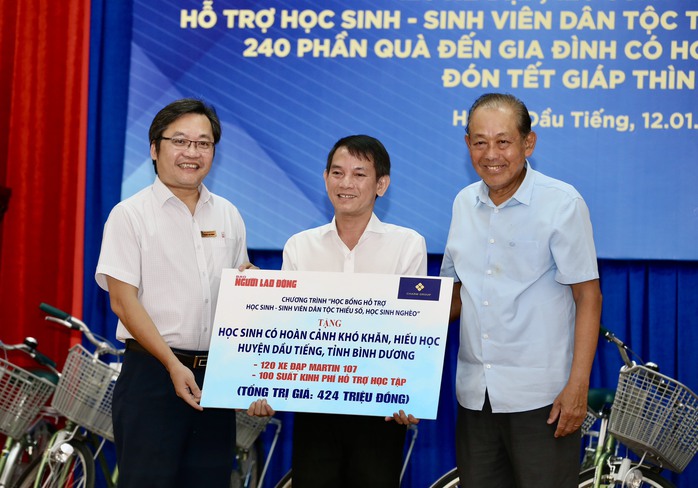 HỖ TRỢ HỌC SINH - SINH VIÊN DÂN TỘC T
240 PHẦN QUÀ ĐẾN GIA ĐÌNH CÓ HO
ĐÓN TẾT GIÁP THÌN
Dầu Tiếng, 12.01.
BÁO
NGƯỜI LAO ĐỘNG
CHƯƠNG TRÌNH "HỌC BỔNG HỖ TRỢ
HỌC SINH - SINH VIÊN DÂN TỘC THIỂU SỐ, HỌC SINH NGHÈO"
TẶNG
HỌC SINH CÓ HOÀN CẢNH KHÓ KHĂN, HIẾU HỌC
HUYỆN DẦU TIẾNG, TỈNH BÌNH DƯƠNG
- 120 XE ĐẠP MARTIN 107
- 100 SUẤT KINH PHÍ HỖ TRỢ HỌC TẬP
(TỔNG TRỊ GIÁ: 424 TRIỆU ĐỒNG)